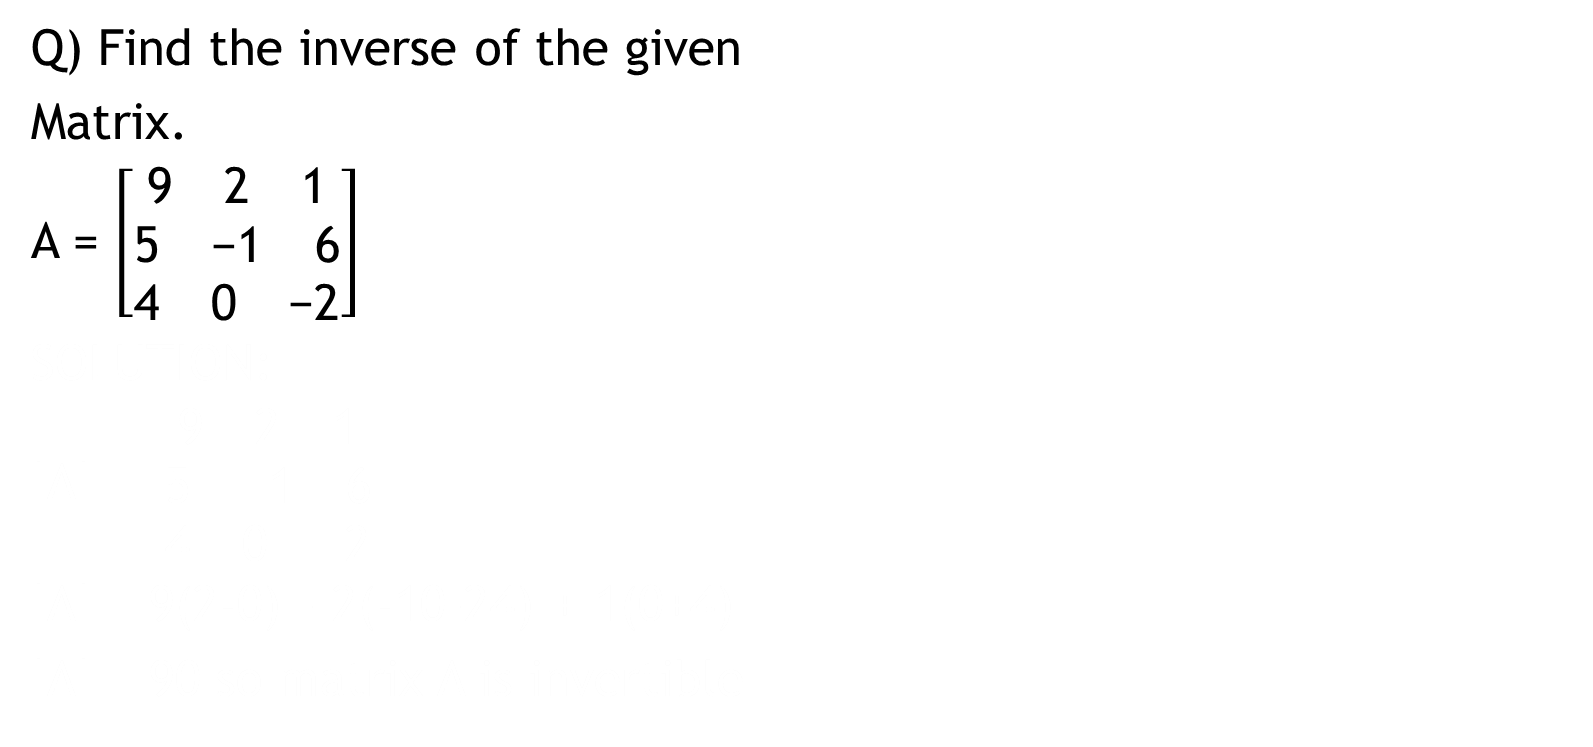 Q) Find the inverse of the given
Matrix.
9 2 1
A = 5 −1 6
4 0 −2